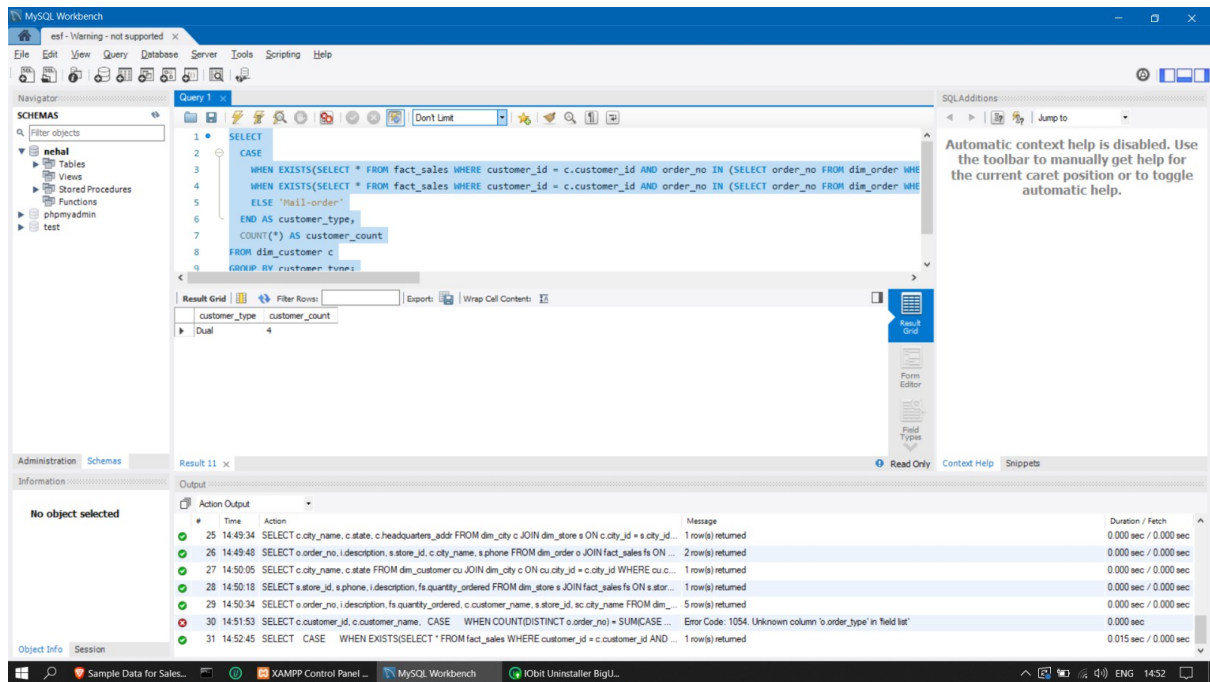 MySQL Workbench
esf - Warning - not supported
File Edit View Query Database Server Tools Scripting Help
Navigator
SCHEMAS
Filter objects
nehal
Tables
Views
Stored Procedures
Functions
phpmyadmin
test
Administration Schemas
Information
No object selected
Object Info Session
Query 1
Don't Limit
1 SELECT
2 CASE
3 WHEN EXISTS(SELECT * FROM fact_sales WHERE customer_id = c.customer_id AND order_no IN (SELECT order_no FROM dim_order WHE
4 WHEN EXISTS(SELECT * FROM fact_sales WHERE customer_id = c.customer_id AND order_no IN (SELECT order_no FROM dim_order WHE
5 ELSE 'Mail-order'
6 END AS customer_type,
7 COUNT(*) AS customer_count
8 FROM dim_customer c
9 GROUP BY customer_type;
Result Grid Filter Rows: Export: Wrap Cell Content:
customer_type customer_count
Dual 4
Result Grid
Form Editor
Field Types
Result 11
Read Only
SQLAdditions
Jump to
Automatic context help is disabled. Use
the toolbar to manually get help for
the current caret position or to toggle
automatic help.
Context Help Snippets
Output
Action Output
# Time Action Message Duration / Fetch
25 14:49:34 SELECT c.city_name, c.state, c.headquarters_addr FROM dim_city c JOIN dim_store s ON c.city_id = s.city_id... 1 row(s) returned 0.000 sec / 0.000 sec
26 14:49:48 SELECT o.order_no, i.description, s.store_id, c.city_name, s.phone FROM dim_order o JOIN fact_sales fs ON ... 2 row(s) returned 0.000 sec / 0.000 sec
27 14:50:05 SELECT c.city_name, c.state FROM dim_customer cu JOIN dim_city c ON cu.city_id = c.city_id WHERE cu.c... 1 row(s) returned 0.000 sec / 0.000 sec
28 14:50:18 SELECT s.store_id, s.phone, i.description, fs.quantity_ordered FROM dim_store s JOIN fact_sales fs ON s.stor... 1 row(s) returned 0.000 sec / 0.000 sec
29 14:50:34 SELECT o.order_no, i.description, fs.quantity_ordered, c.customer_name, s.store_id, sc.city_name FROM dim_... 5 row(s) returned 0.000 sec / 0.000 sec
30 14:51:53 SELECT c.customer_id, c.customer_name, CASE WHEN COUNT(DISTINCT o.order_no) = SUM(CASE ... Error Code: 1054. Unknown column 'o.order_type' in 'field list' 0.000 sec
31 14:52:45 SELECT CASE WHEN EXISTS(SELECT * FROM fact_sales WHERE customer_id = c.customer_id AND ... 1 row(s) returned 0.015 sec / 0.000 sec
Sample Data for Sales... XAMPP Control Panel ... MySQL Workbench IObit Uninstaller BigU... ENG 14:52